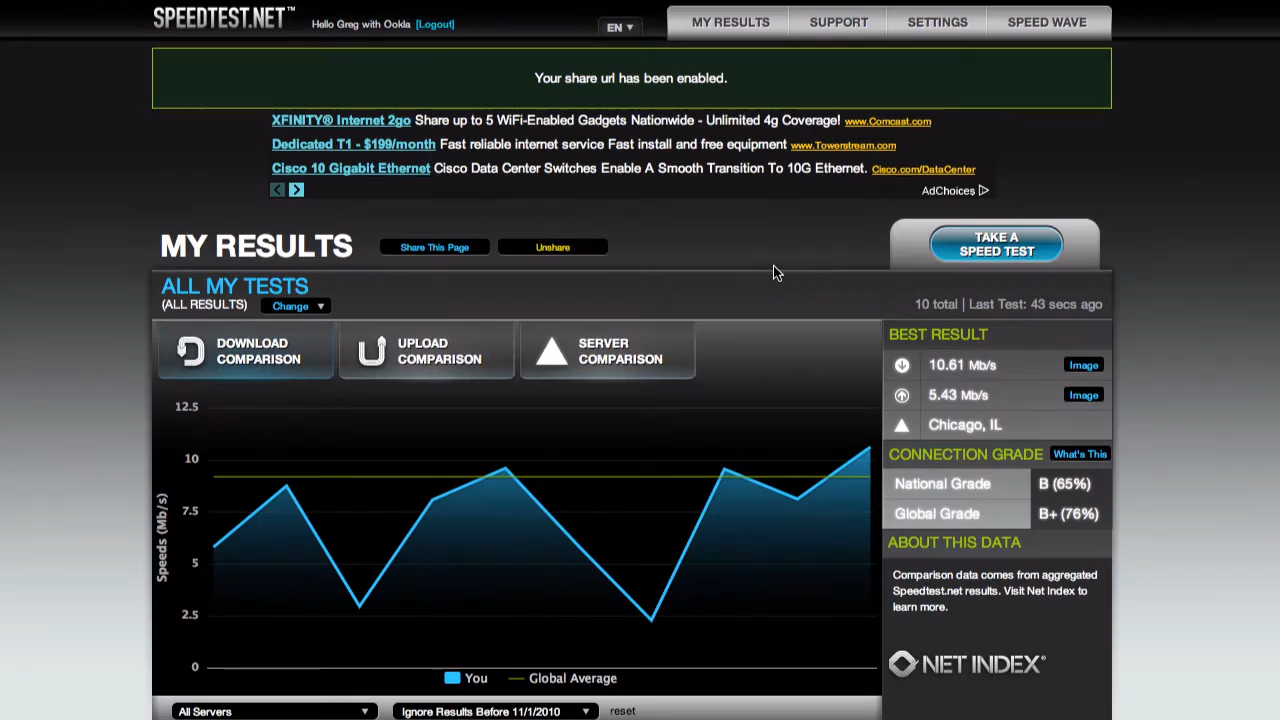 SPEEDTEST.NET™
Hello Greg with Ookla [Logout]
EN
MY RESULTS
SUPPORT
SETTINGS
SPEED WAVE
Your share url has been enabled.
XFINITY® Internet 2go Share up to 5 WiFi-Enabled Gadgets Nationwide - Unlimited 4g Coverage! www.Comcast.com
Dedicated T1 - $199/month Fast reliable internet service Fast install and free equipment www.Towerstream.com
Cisco 10 Gigabit Ethernet Cisco Data Center Switches Enable A Smooth Transition To 10G Ethernet. Cisco.com/DataCenter
AdChoices
MY RESULTS
Share This Page
Unshare
TAKE A
SPEED TEST
ALL MY TESTS
(ALL RESULTS)
Change
10 total | Last Test: 43 secs ago
DOWNLOAD
COMPARISON
UPLOAD
COMPARISON
SERVER
COMPARISON
12.5
10
7.5
5
2.5
0
Speeds (Mb/s)
You
Global Average
All Servers
Ignore Results Before 11/1/2010
reset
BEST RESULT
10.61 Mb/s
Image
5.43 Mb/s
Image
Chicago, IL
CONNECTION GRADE
What's This
National Grade
B (65%)
Global Grade
B+ (76%)
ABOUT THIS DATA
Comparison data comes from aggregated
Speedtest.net results. Visit Net Index to
learn more.
NET INDEX®